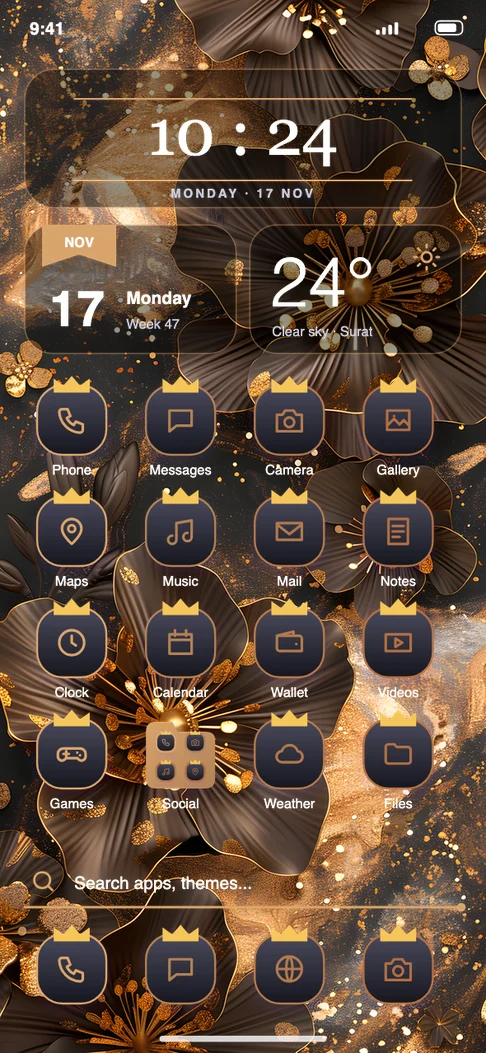 9:41
10 : 24
MONDAY · 17 NOV
NOV
17
Monday
Week 47
24°
Clear sky · Surat
Phone
Messages
Camera
Gallery
Maps
Music
Mail
Notes
Clock
Calendar
Wallet
Videos
Games
Social
Weather
Files
Search apps, themes...